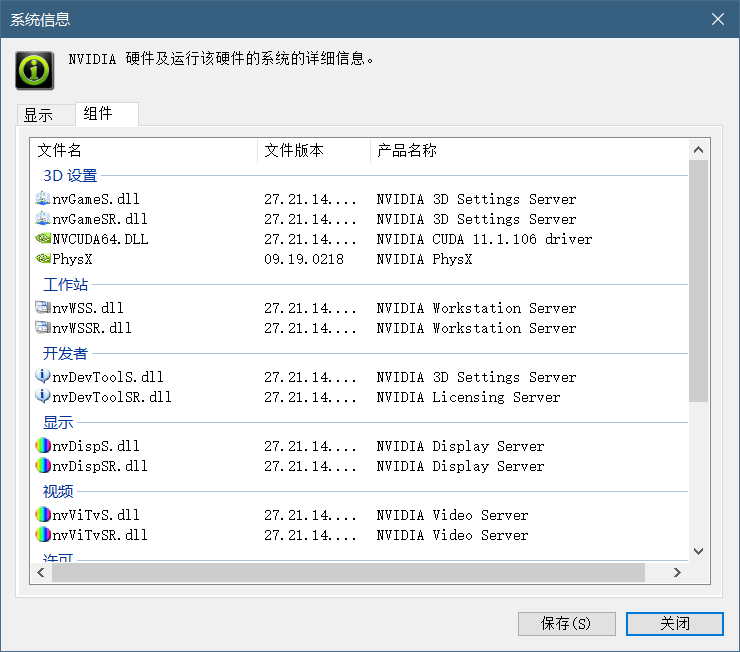 系统信息
NVIDIA 硬件及运行该硬件的系统的详细信息。
显示 组件
文件名 文件版本 产品名称
3D 设置
nvGameS.dll 27.21.14.... NVIDIA 3D Settings Server
nvGameSR.dll 27.21.14.... NVIDIA 3D Settings Server
NVCUDA64.DLL 27.21.14.... NVIDIA CUDA 11.1.106 driver
PhysX 09.19.0218 NVIDIA PhysX
工作站
nvWSS.dll 27.21.14.... NVIDIA Workstation Server
nvWSSR.dll 27.21.14.... NVIDIA Workstation Server
开发者
nvDevToolS.dll 27.21.14.... NVIDIA 3D Settings Server
nvDevToolSR.dll 27.21.14.... NVIDIA Licensing Server
显示
nvDispS.dll 27.21.14.... NVIDIA Display Server
nvDispSR.dll 27.21.14.... NVIDIA Display Server
视频
nvViTvS.dll 27.21.14.... NVIDIA Video Server
nvViTvSR.dll 27.21.14.... NVIDIA Video Server
许可
保存(S) 关闭